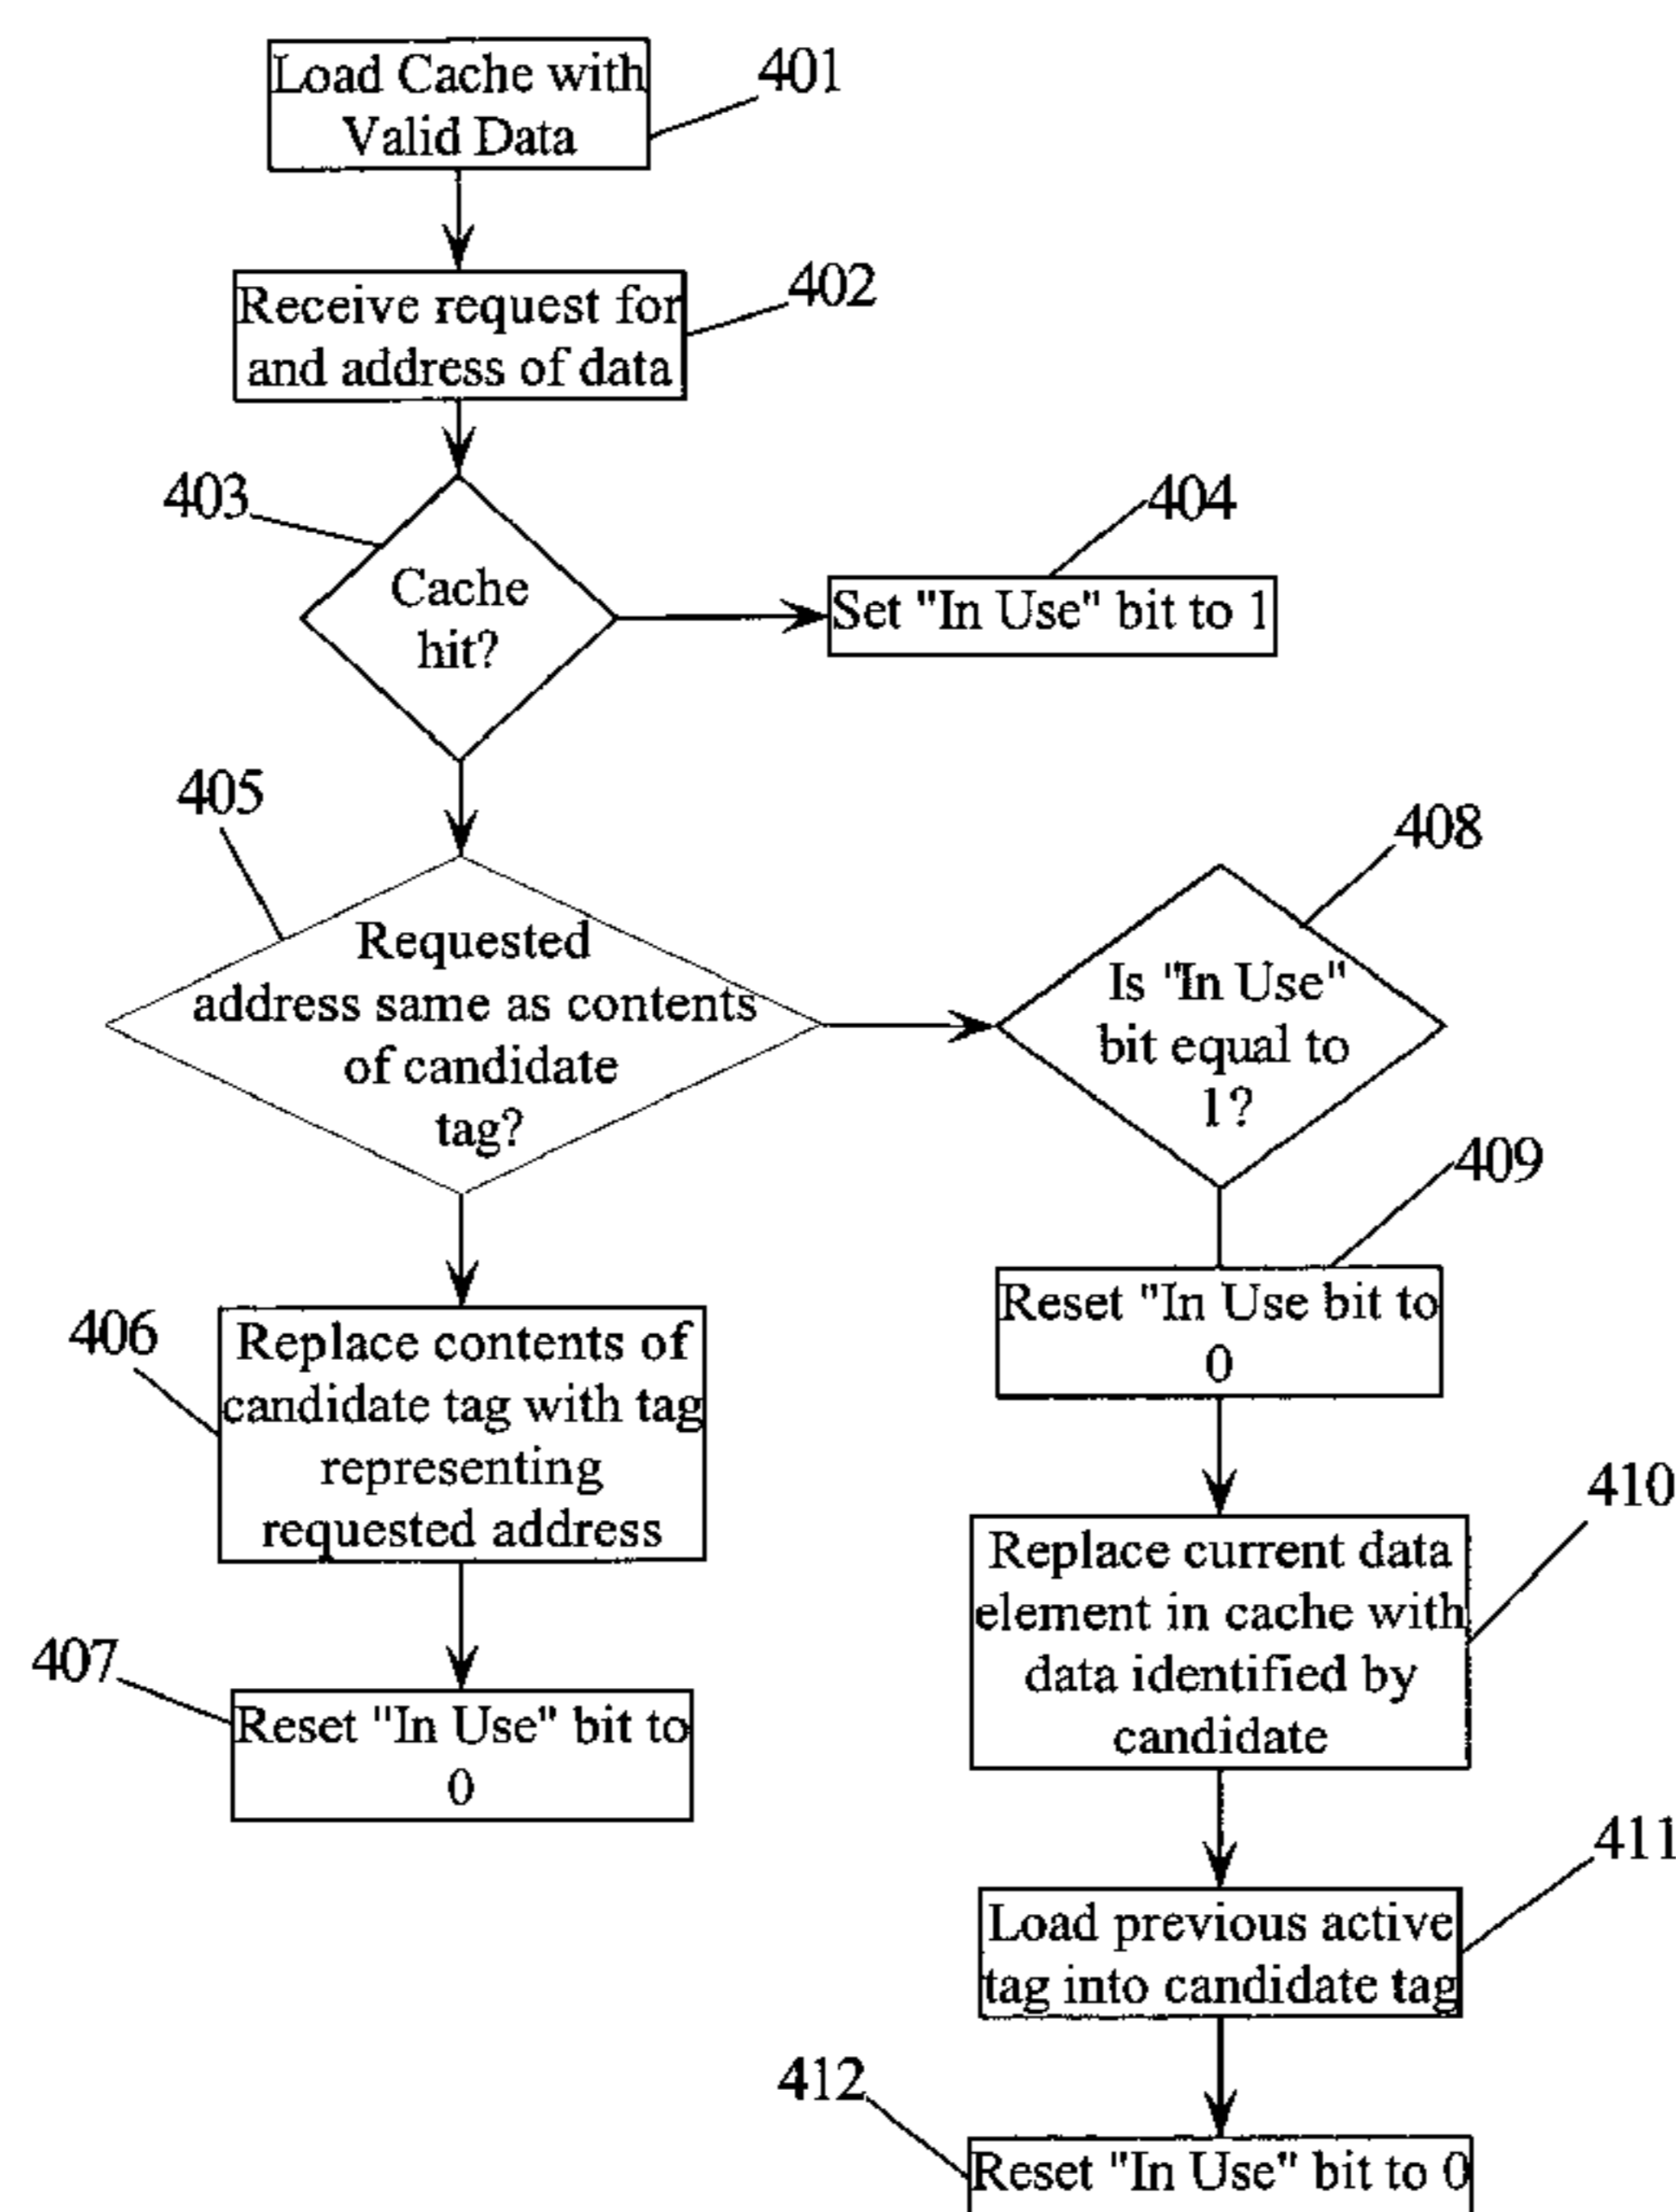 Load Cache with
Valid Data
401
Receive request for
and address of data
402
403
Cache
hit?
404
Set "In Use" bit to 1
405
Requested
address same as contents
of candidate
tag?
408
Is "In Use"
bit equal to
1?
409
Reset "In Use bit to
0
406
Replace contents of
candidate tag with tag
representing
requested address
410
Replace current data
element in cache with
data identified by
candidate
407
Reset "In Use" bit to
0
411
Load previous active
tag into candidate tag
412
Reset "In Use" bit to 0